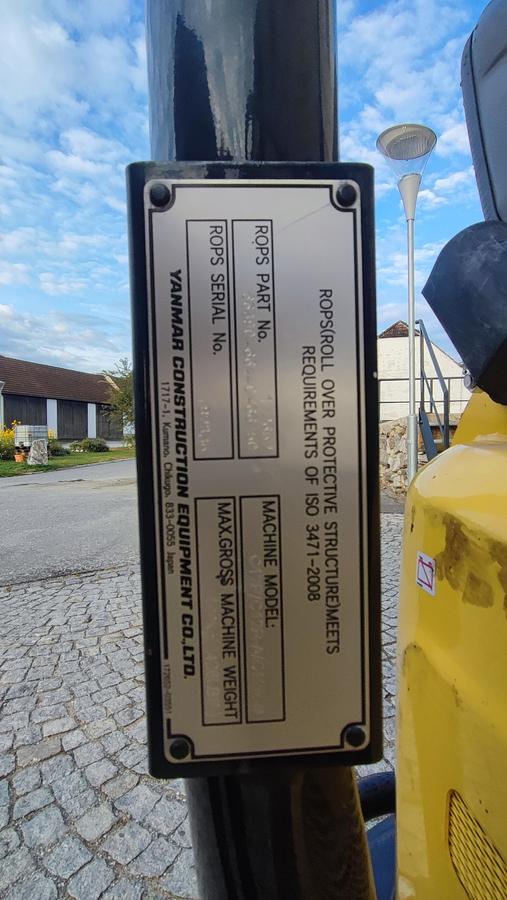 ROPS(ROLL OVER PROTECTIVE STRUCTURE)MEETS
REQUIREMENTS OF ISO 3471-2008
ROPS PART No.
MACHINE MODEL:
ROPS SERIAL No.
MAX.GROSS MACHINE WEIGHT
YANMAR CONSTRUCTION EQUIPMENT CO.,LTD.
1717-1, Kumano, Chikugo, 833-0055 Japan